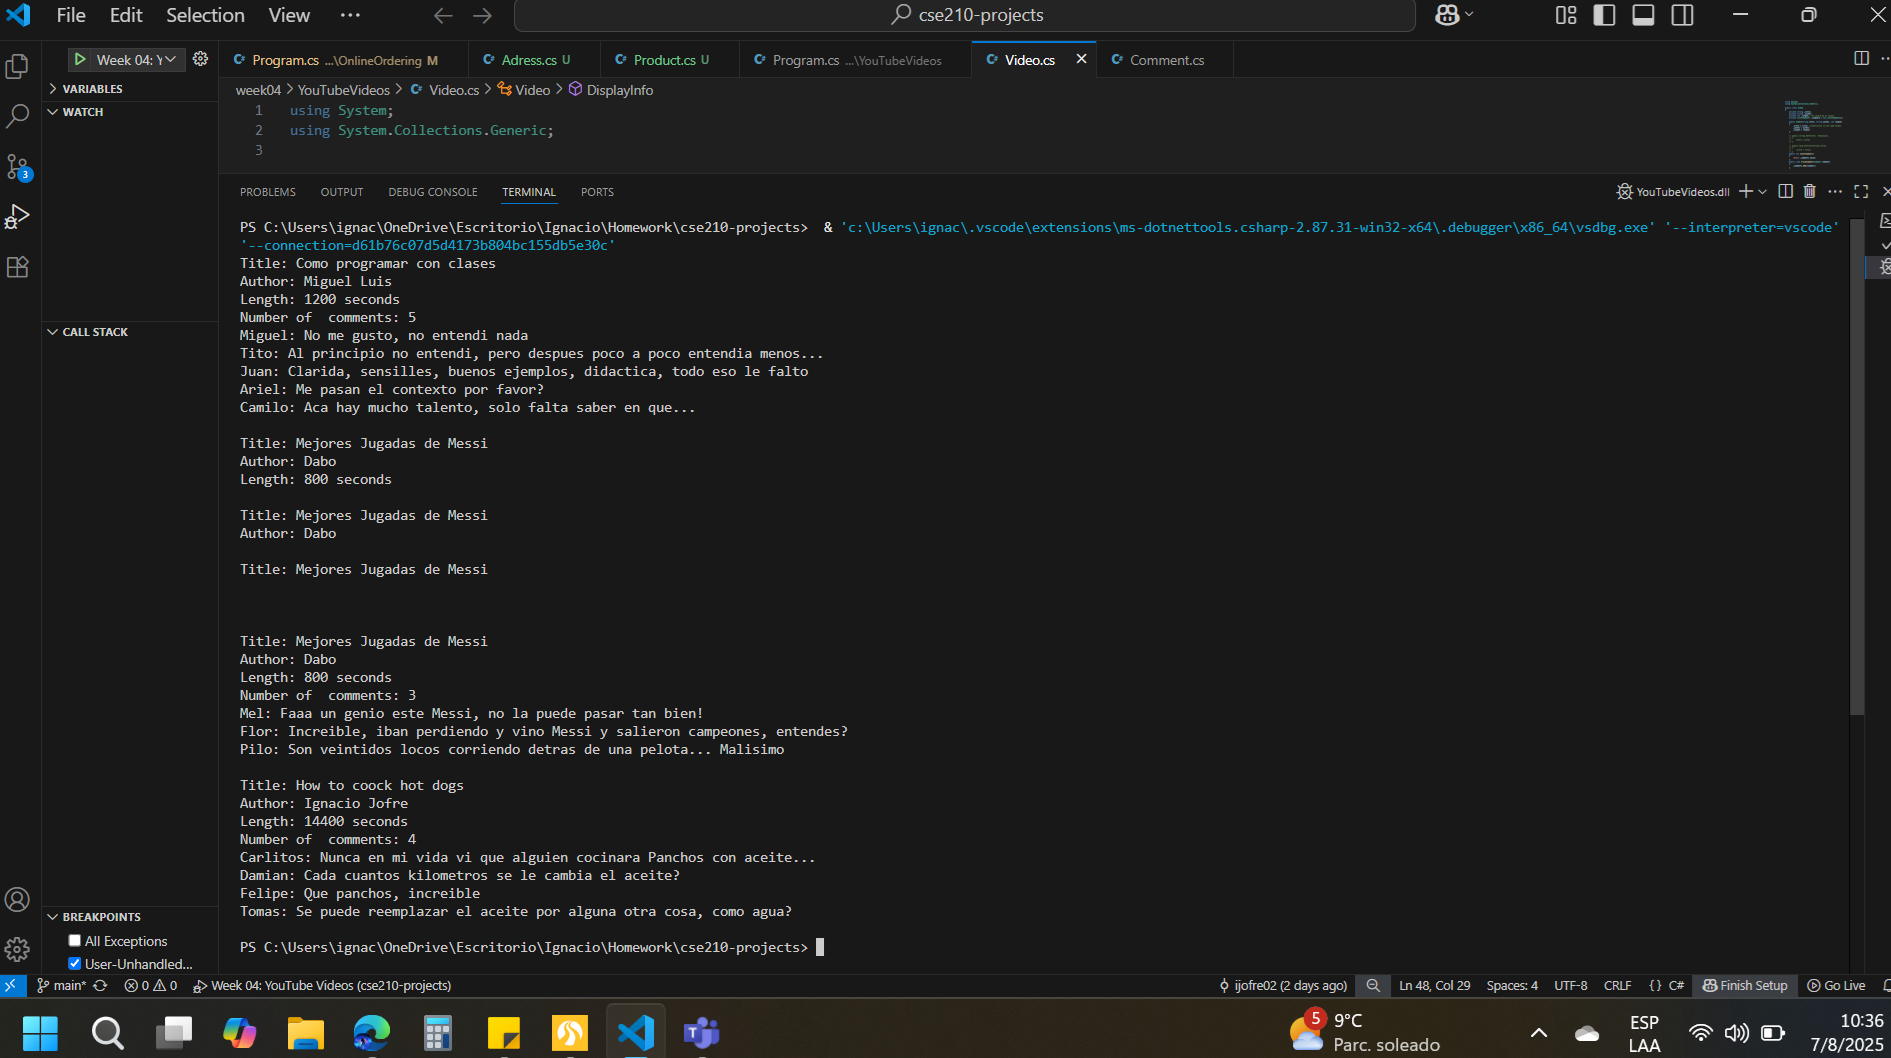 File Edit Selection View ··· cse210-projects
Week 04: Y
Program.cs ...\OnlineOrdering M Adress.cs U Product.cs U Program.cs ...\YouTubeVideos Video.cs Comment.cs
VARIABLES
WATCH
CALL STACK
BREAKPOINTS
All Exceptions
User-Unhandled...
3
week04 > YouTubeVideos > Video.cs > Video > DisplayInfo
1 using System;
2 using System.Collections.Generic;
3
PROBLEMS OUTPUT DEBUG CONSOLE TERMINAL PORTS YouTubeVideos.dll
PS C:\Users\ignac\OneDrive\Escritorio\Ignacio\Homework\cse210-projects> & 'c:\Users\ignac\.vscode\extensions\ms-dotnettools.csharp-2.87.31-win32-x64\.debugger\x86_64\vsdbg.exe' '--interpreter=vscode'
'--connection=d61b76c07d5d4173b804bc155db5e30c'
Title: Como programar con clases
Author: Miguel Luis
Length: 1200 seconds
Number of  comments: 5
Miguel: No me gusto, no entendi nada
Tito: Al principio no entendi, pero despues poco a poco entendia menos...
Juan: Clarida, sensilles, buenos ejemplos, didactica, todo eso le falto
Ariel: Me pasan el contexto por favor?
Camilo: Aca hay mucho talento, solo falta saber en que...
Title: Mejores Jugadas de Messi
Author: Dabo
Length: 800 seconds
Title: Mejores Jugadas de Messi
Author: Dabo
Title: Mejores Jugadas de Messi
Title: Mejores Jugadas de Messi
Author: Dabo
Length: 800 seconds
Number of  comments: 3
Mel: Faaa un genio este Messi, no la puede pasar tan bien!
Flor: Increible, iban perdiendo y vino Messi y salieron campeones, entendes?
Pilo: Son veintidos locos corriendo detras de una pelota... Malisimo
Title: How to coock hot dogs
Author: Ignacio Jofre
Length: 14400 seconds
Number of  comments: 4
Carlitos: Nunca en mi vida vi que alguien cocinara Panchos con aceite...
Damian: Cada cuantos kilometros se le cambia el aceite?
Felipe: Que panchos, increible
Tomas: Se puede reemplazar el aceite por alguna otra cosa, como agua?
PS C:\Users\ignac\OneDrive\Escritorio\Ignacio\Homework\cse210-projects>
main* 0 0 Week 04: YouTube Videos (cse210-projects) ijofre02 (2 days ago) Ln 48, Col 29 Spaces: 4 UTF-8 CRLF {} C# Finish Setup Go Live
5 9°C
Parc. soleado
ESP
LAA
10:36
7/8/2025